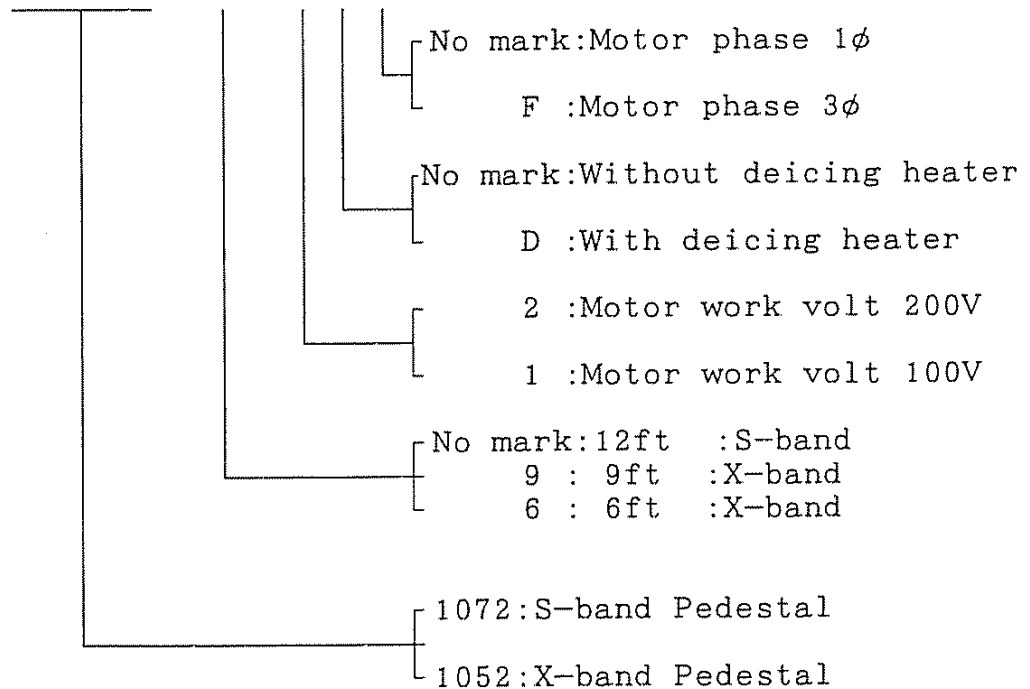 No mark:Motor phase 1ϕ
F :Motor phase 3ϕ
No mark:Without deicing heater
D :With deicing heater
2 :Motor work volt 200V
1 :Motor work volt 100V
No mark:12ft :S-band
9 : 9ft :X-band
6 : 6ft :X-band
1072:S-band Pedestal
1052:X-band Pedestal